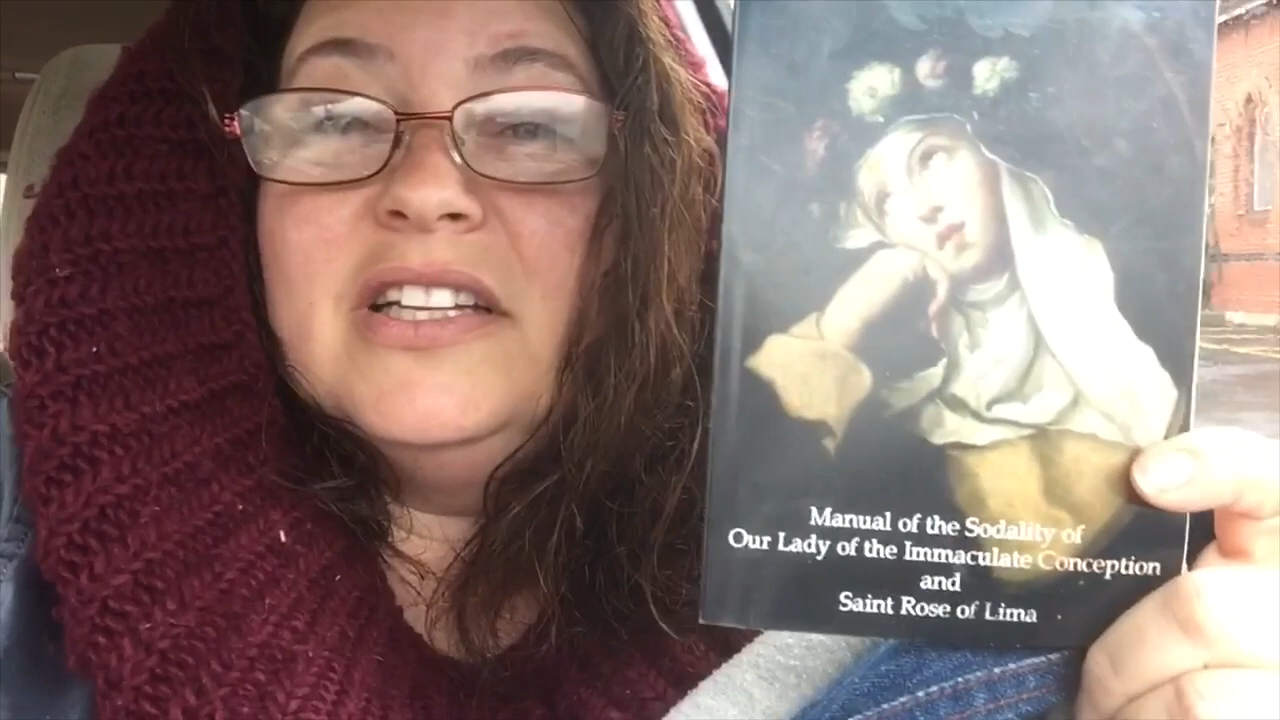 Manual of the Sodality of
Our Lady of the Immaculate Conception
and
Saint Rose of Lima